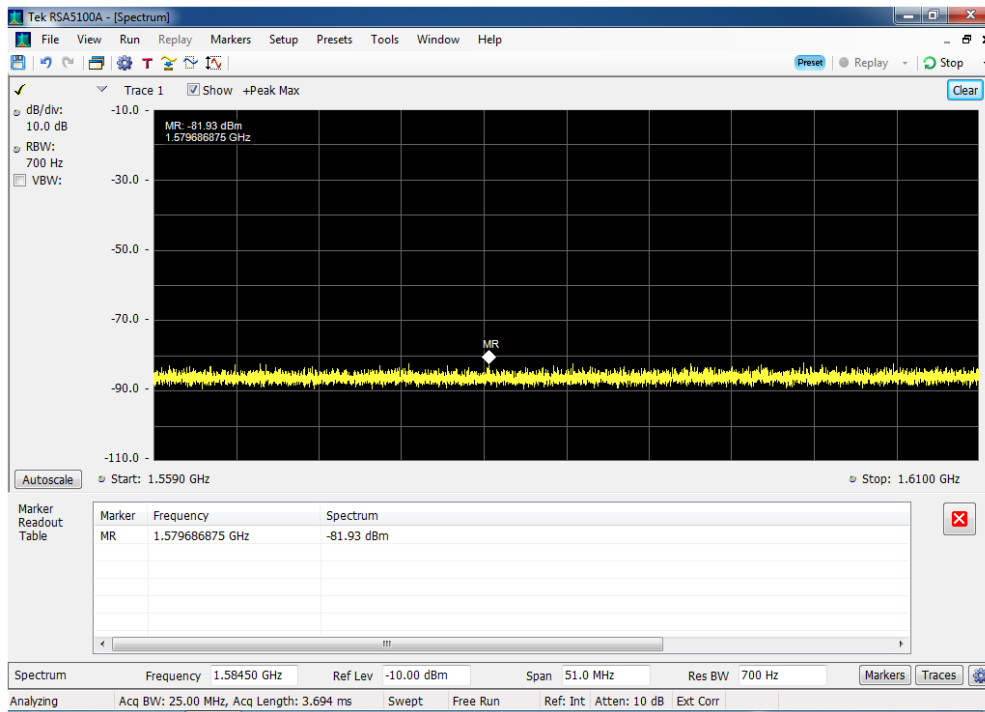 Tek RSA5100A - [Spectrum]
File View Run Replay Markers Setup Presets Tools Window Help
T Preset Replay Stop
Trace 1 Show +Peak Max Clear
dB/div:
10.0 dB
RBW:
700 Hz
VBW:
-10.0
MR: -81.93 dBm
1.579686875 GHz
-30.0
-50.0
-70.0
MR
-90.0
-110.0
Autoscale Start: 1.5590 GHz Stop: 1.6100 GHz
Marker
Readout
Table
Marker Frequency Spectrum
MR 1.579686875 GHz -81.93 dBm
Spectrum Frequency 1.58450 GHz Ref Lev -10.00 dBm Span 51.0 MHz Res BW 700 Hz Markers Traces
Analyzing Acq BW: 25.00 MHz, Acq Length: 3.694 ms Swept Free Run Ref: Int Atten: 10 dB Ext Corr